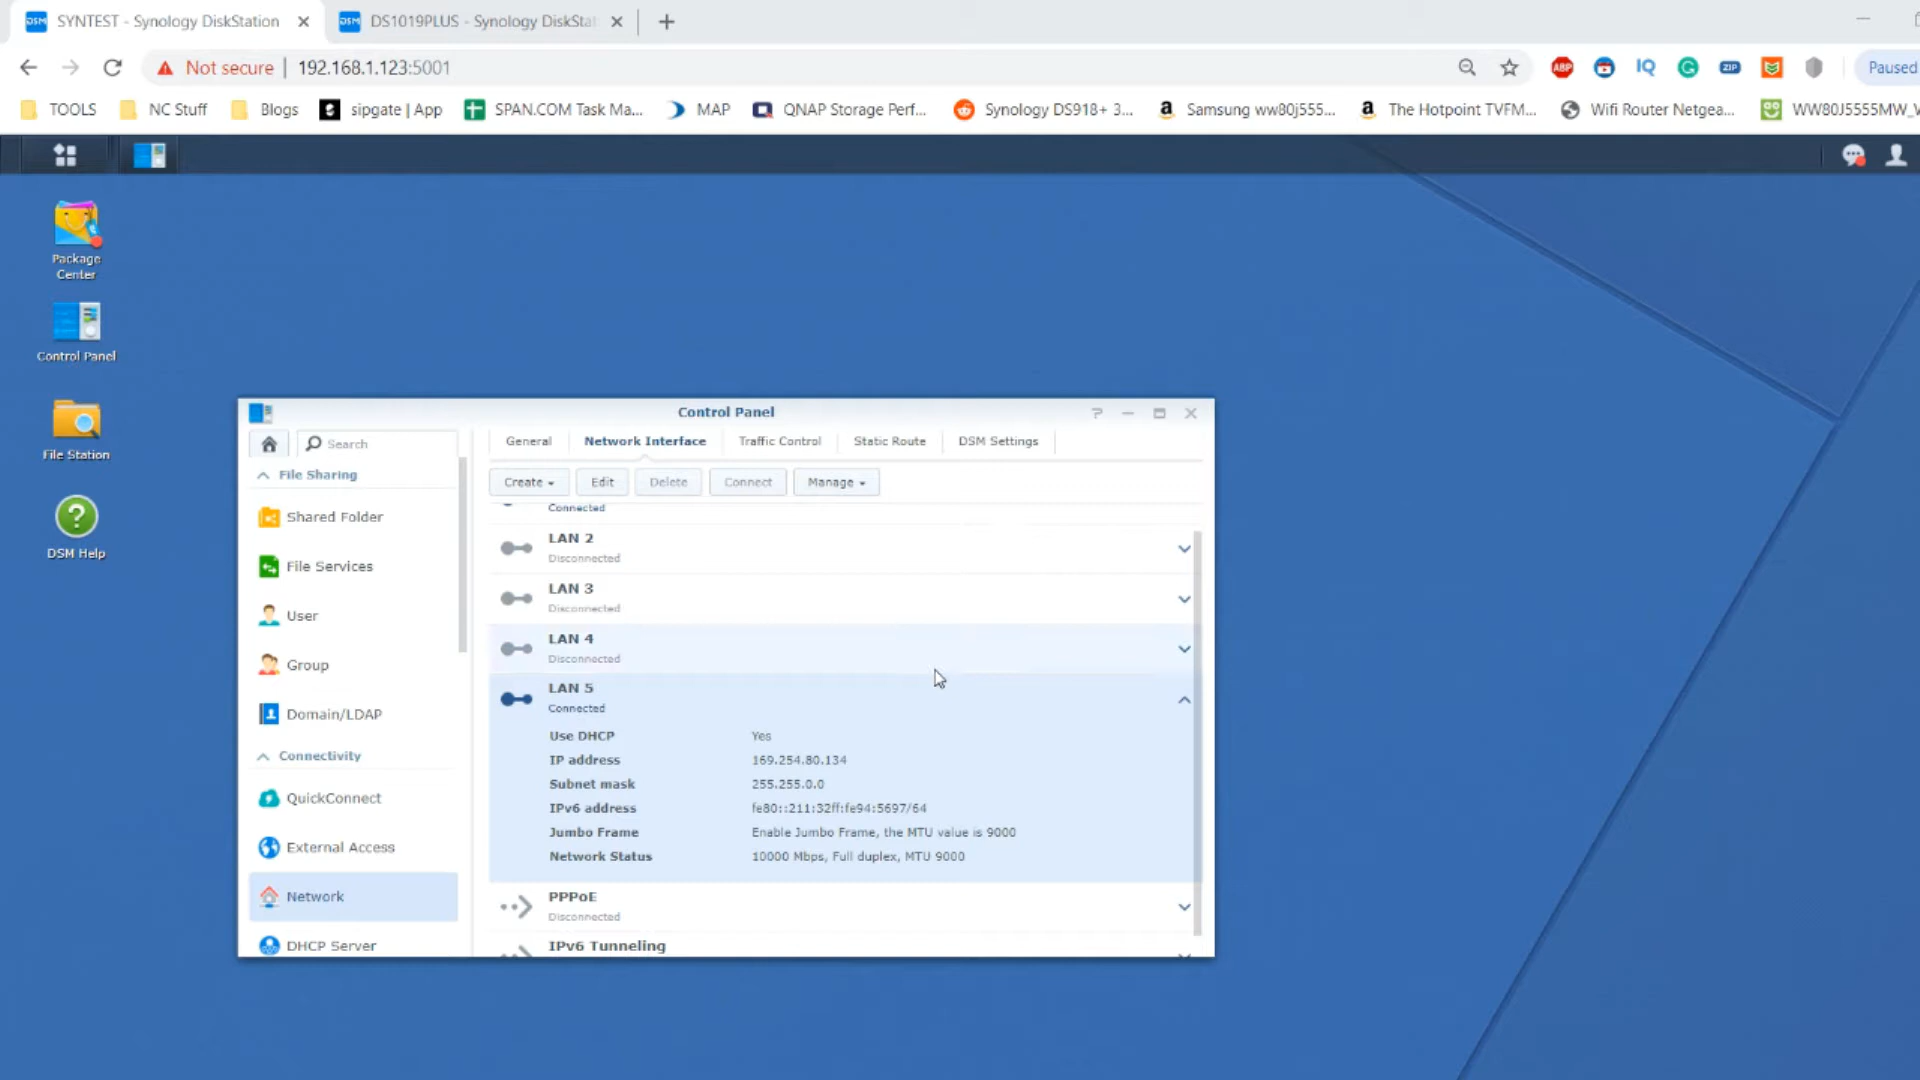 SYNTEST - Synology DiskStation
DS1019PLUS - Synology DiskStat
Not secure | 192.168.1.123:5001
ABP
IQ
ZIP
Paused
TOOLS
NC Stuff
Blogs
sipgate | App
SPAN.COM Task Ma...
MAP
QNAP Storage Perf...
Synology DS918+ 3...
Samsung ww80j555...
The Hotpoint TVFM...
Wifi Router Netgea...
WW80J5555MW_V
Package
Center
Control Panel
File Station
DSM Help
Control Panel
Search
General
Network Interface
Traffic Control
Static Route
DSM Settings
Create
Edit
Delete
Connect
Manage
File Sharing
Shared Folder
File Services
User
Group
Domain/LDAP
Connectivity
QuickConnect
External Access
Network
DHCP Server
Connected
LAN 2
Disconnected
LAN 3
Disconnected
LAN 4
Disconnected
LAN 5
Connected
Use DHCP Yes
IP address 169.254.80.134
Subnet mask 255.255.0.0
IPv6 address fe80::211:32ff:fe94:5697/64
Jumbo Frame Enable Jumbo Frame, the MTU value is 9000
Network Status 10000 Mbps, Full duplex, MTU 9000
PPPoE
Disconnected
IPv6 Tunneling